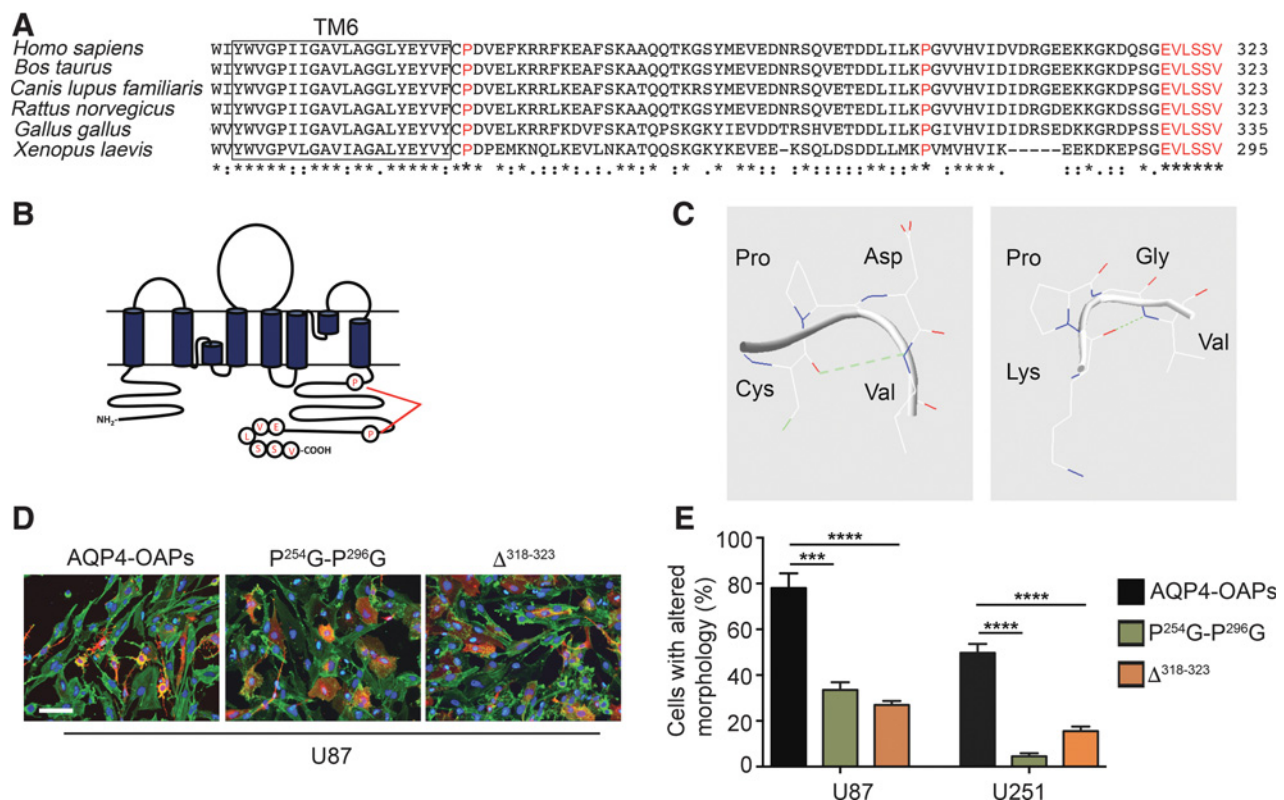 A
TM6
Homo sapiens WIYWVGPIIGAVLAGGLYEYVFCPDVEFKRRFKEAFSKAAQQTKGSYMEVEDNRSQVETDDLILKPGVVHVIDVDRGEEKKGKDQSGEVLSSV 323
Bos taurus WIYWVGPIIGAVLAGGLYEYVFCPDVELKRRFKEAFSKAAQQTKGSYMEVEDNRSQVETDDLILKPGVVHVIDIDRGEEKKGKDPSGEVLSSV 323
Canis lupus familiaris WIYWVGPIIGAVLAGGLYEYVFCPDVELKRRFKEAFSKATQQTKRSYMEVEDNRSQVETDDLILKPGVVHVIDIDRGEEKKGKDPSGEVLSSV 323
Rattus norvegicus WIYWVGPIIGAVLAGALYEYVFCPDVELKRRLKEAFSKAAQQTKGSYMEVEDNRSQVETEDLILKPGVVHVIDIDRGDEKKGKDSSGEVLSSV 323
Gallus gallus WVYWVGPIIGAVLAGALYEYVYCPDVELKRRFKDVFSKATQPSKGKYIEVDDTRSHVETDDLILKPGIVHVIDIDRSEDKKGRDPSSEVLSSV 335
Xenopus laevis WVYWVGPVLGAVIAGALYEYVYCPDPEMKNQLKEVLNKATQSSKGKYKEVEE-KSQLDSDDLLMKPVMVHVIK-----EEKDKEPSGEVLSSV 295
B
NH₂-
P
V E
L P
S S V -COOH
C
Pro Asp
Cys Val
Pro Gly
Lys Val
D
AQP4-OAPs P²⁵⁴G-P²⁹⁶G Δ³¹⁸⁻³²³
U87
E
Cells with altered
morphology (%)
100
80
60
40
20
0
**** 
***
****
****
U87 U251
AQP4-OAPs
P²⁵⁴G-P²⁹⁶G
Δ³¹⁸⁻³²³